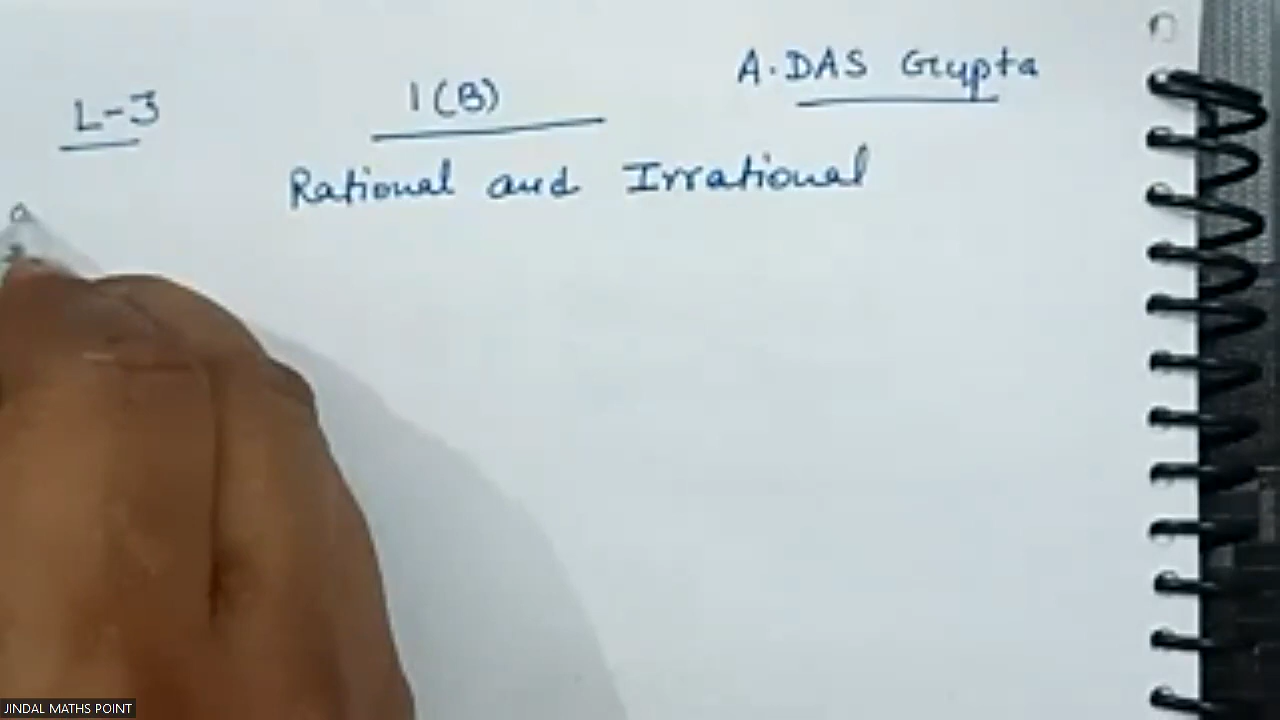 L-3
1(B)
A.DAS Gupta
Rational and Irrational
JINDAL MATHS POINT